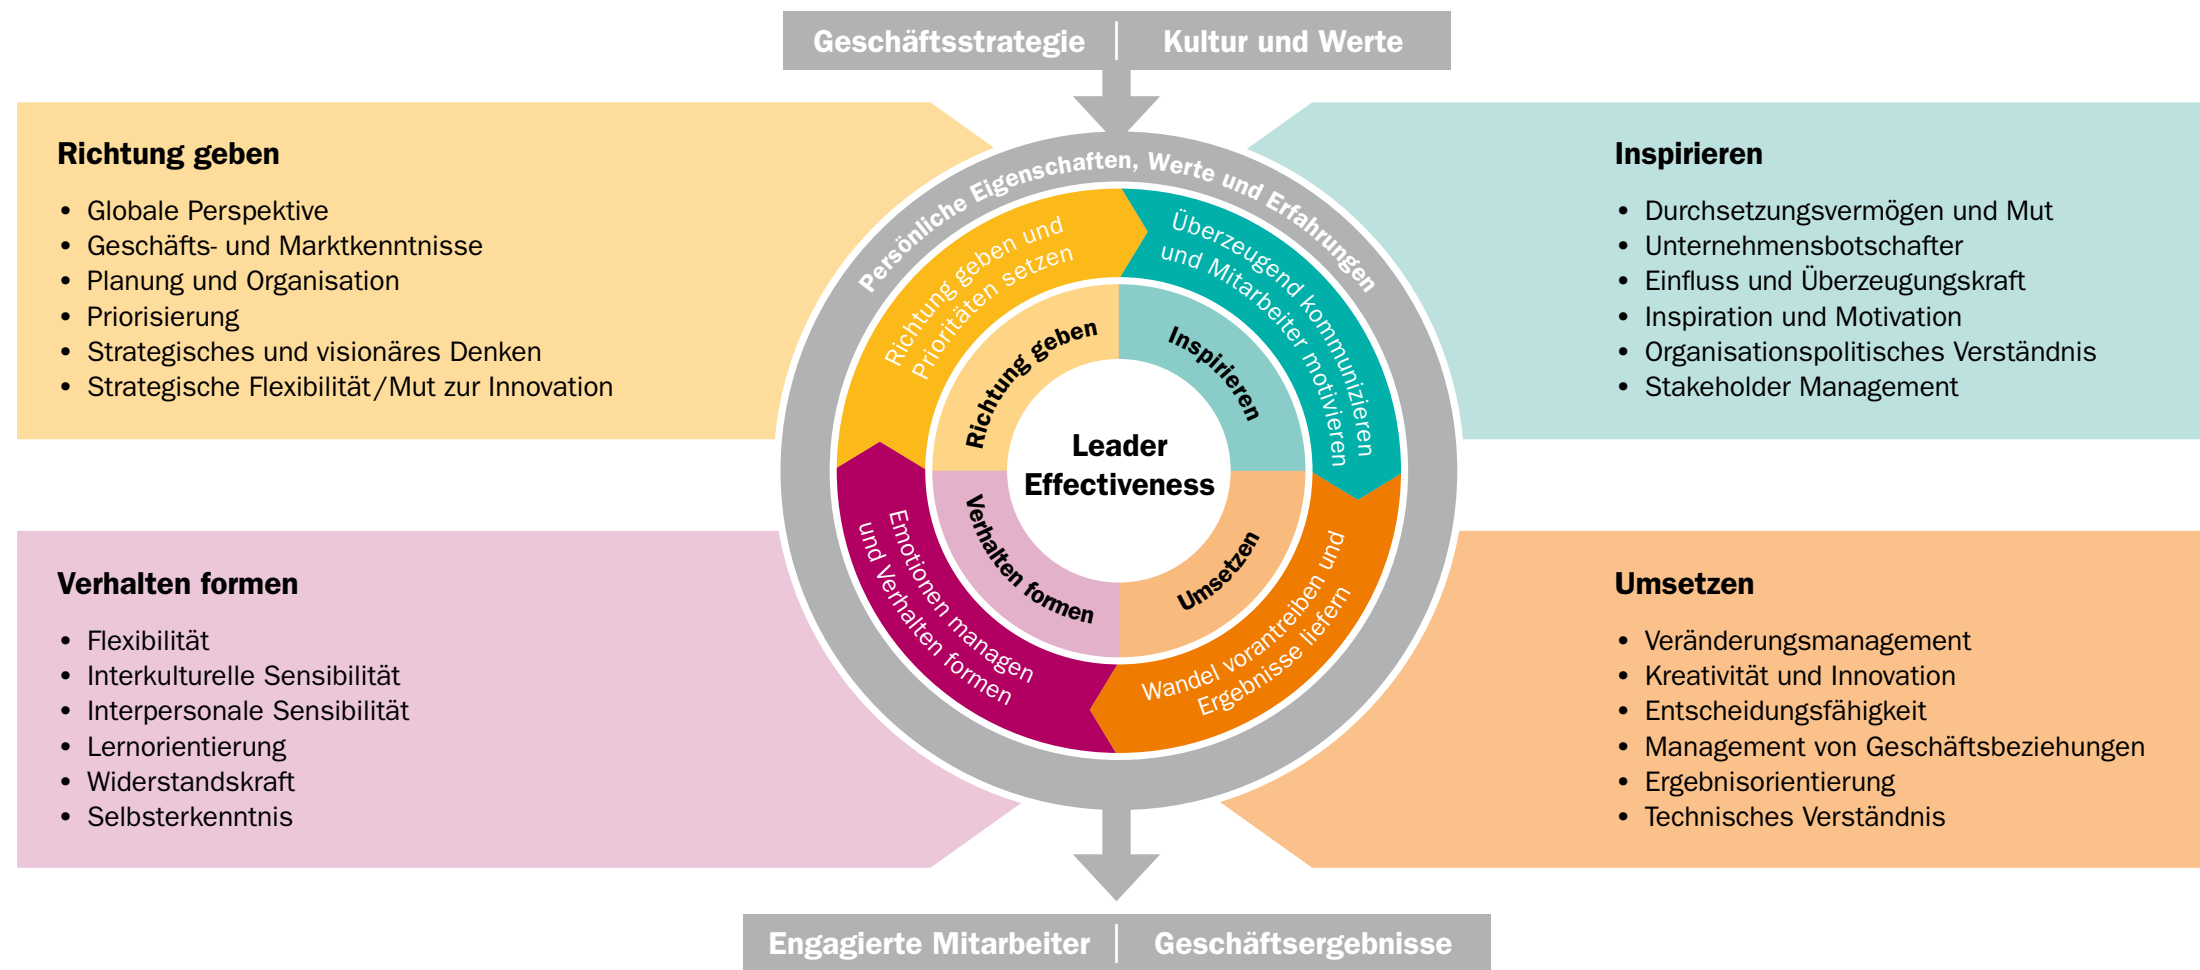 Geschäftsstrategie
Kultur und Werte
Richtung geben
• Globale Perspektive
• Geschäfts- und Marktkenntnisse
• Planung und Organisation
• Priorisierung
• Strategisches und visionäres Denken
• Strategische Flexibilität/Mut zur Innovation
Inspirieren
• Durchsetzungsvermögen und Mut
• Unternehmensbotschafter
• Einfluss und Überzeugungskraft
• Inspiration und Motivation
• Organisationspolitisches Verständnis
• Stakeholder Management
Persönliche Eigenschaften, Werte und Erfahrungen
Richtung geben und
Prioritäten setzen
Überzeugend kommunizieren
und Mitarbeiter motivieren
Richtung geben
Inspirieren
Leader
Effectiveness
Verhalten formen
Umsetzen
Emotionen managen
und Verhalten formen
Wandel vorantreiben und
Ergebnisse liefern
Verhalten formen
• Flexibilität
• Interkulturelle Sensibilität
• Interpersonale Sensibilität
• Lernorientierung
• Widerstandskraft
• Selbsterkenntnis
Umsetzen
• Veränderungsmanagement
• Kreativität und Innovation
• Entscheidungsfähigkeit
• Management von Geschäftsbeziehungen
• Ergebnisorientierung
• Technisches Verständnis
Engagierte Mitarbeiter
Geschäftsergebnisse